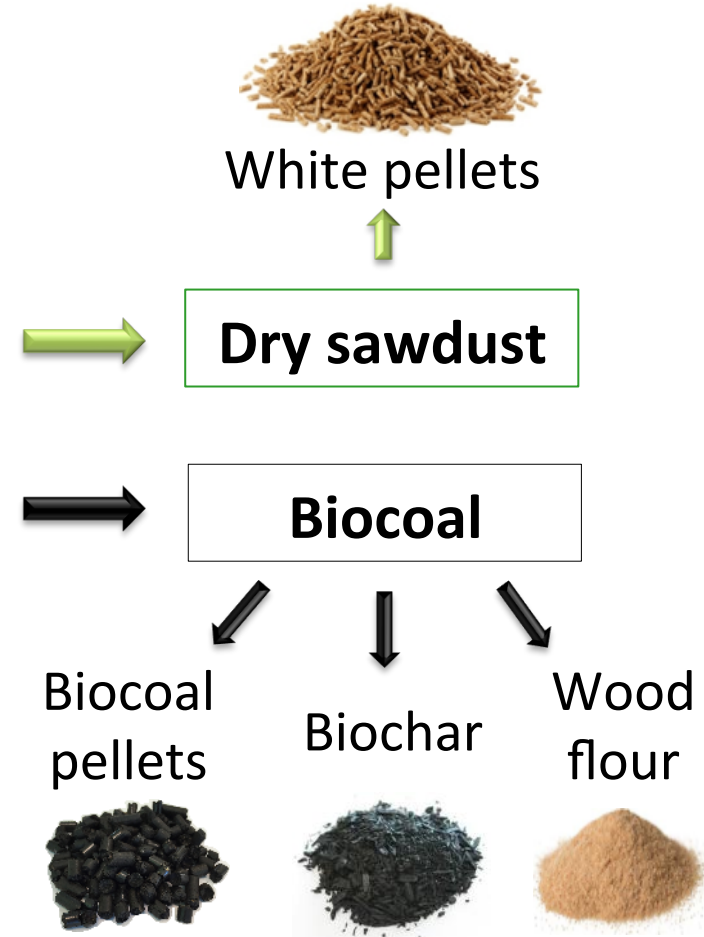 White pellets
Dry sawdust
Biocoal
Biocoal
pellets
Biochar
Wood
flour